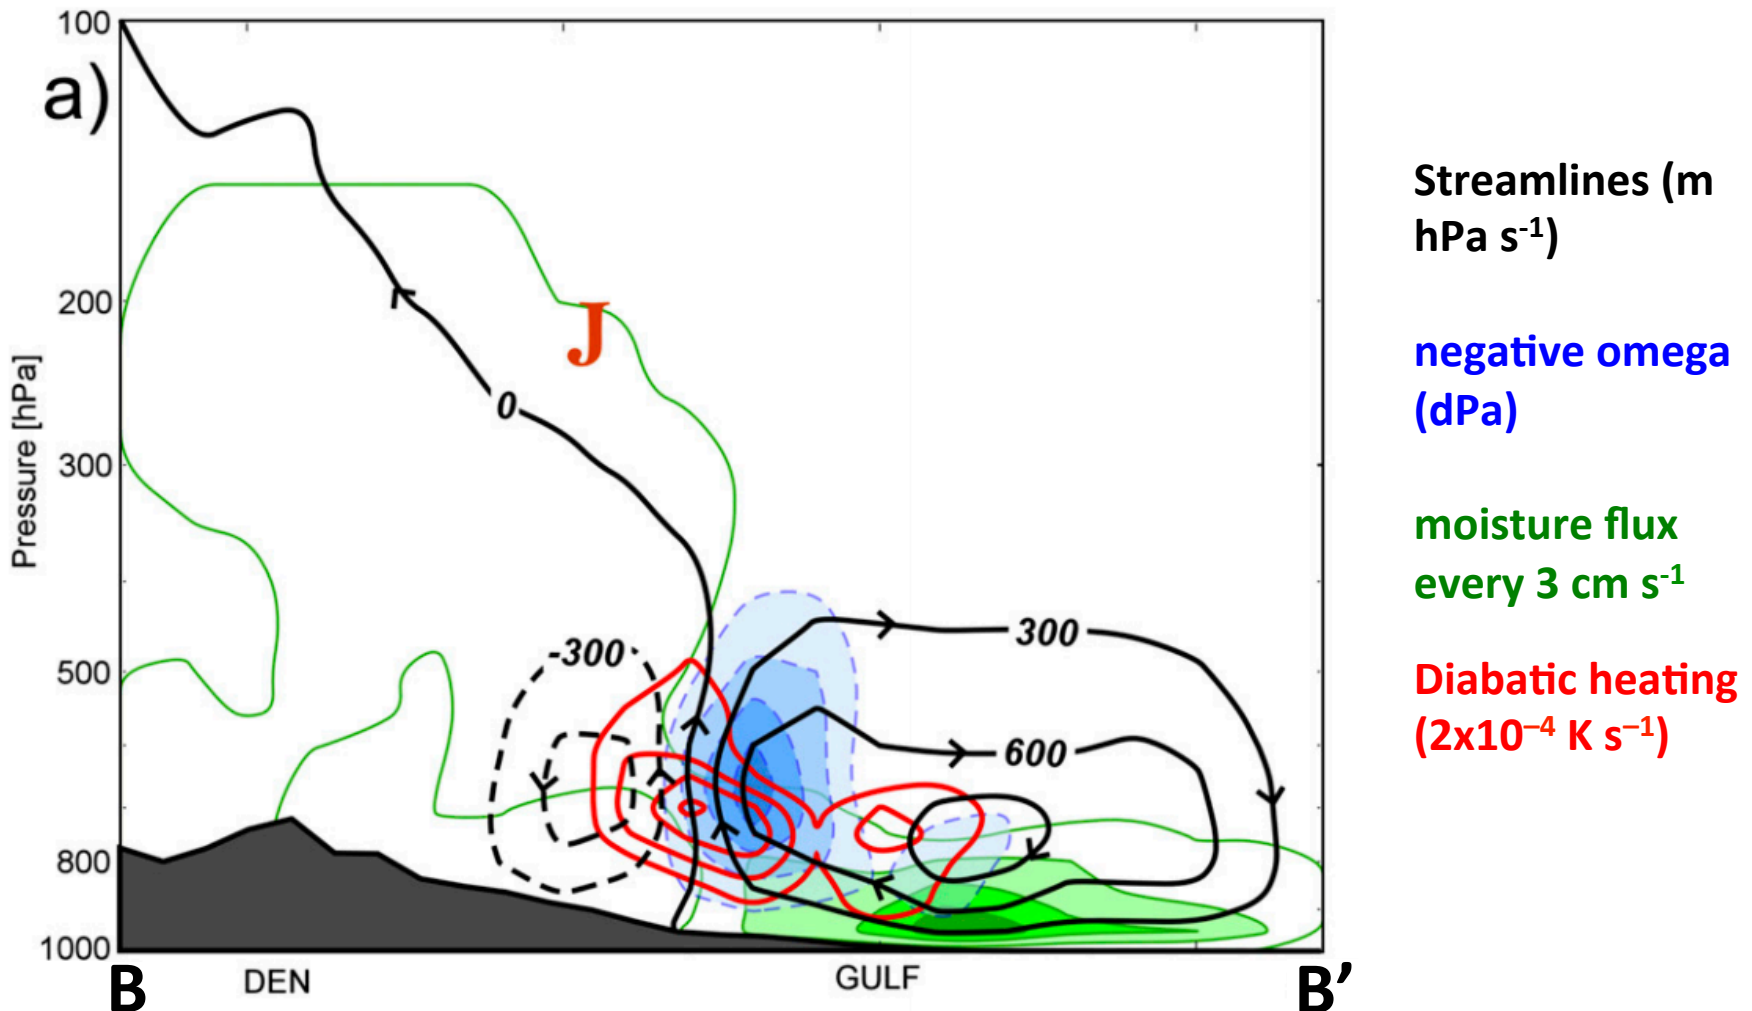 100
a)
200
J
0
Pressure [hPa]
300
-300
300
500
600
800
1000
B
DEN
GULF
B′
Streamlines (m
hPa s⁻¹)
negative omega
(dPa)
moisture flux
every 3 cm s⁻¹
Diabatic heating
(2x10⁻⁴ K s⁻¹)